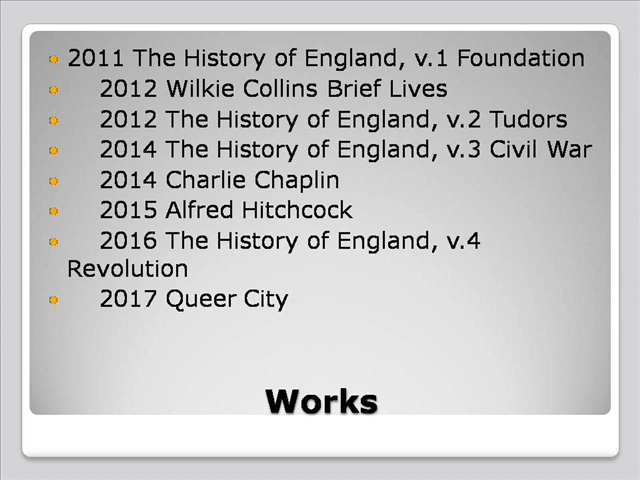 2011 The History of England, v.1 Foundation
2012 Wilkie Collins Brief Lives
2012 The History of England, v.2 Tudors
2014 The History of England, v.3 Civil War
2014 Charlie Chaplin
2015 Alfred Hitchcock
2016 The History of England, v.4
Revolution
2017 Queer City
Works